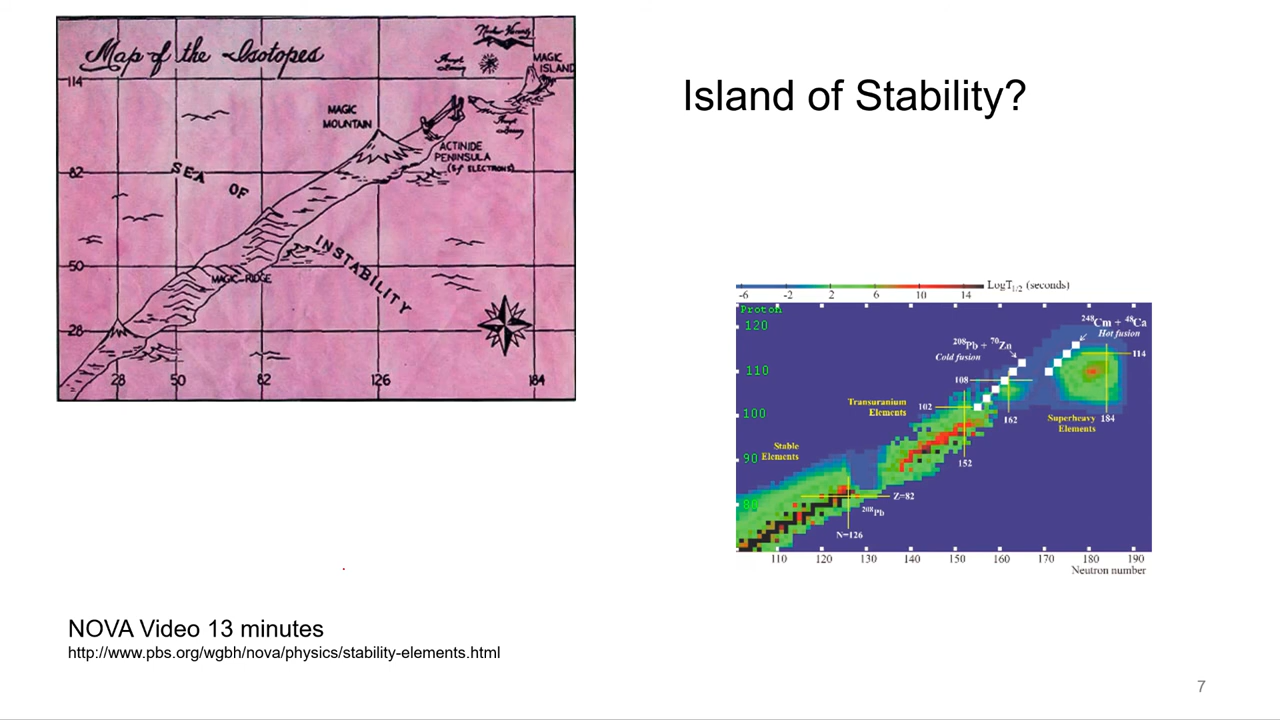 Map of the Isotopes
MAGIC
ISLAND
114
MAGIC
MOUNTAIN
ACTINIDE
PENINSULA
(5f ELECTRONS)
82
SEA OF
INSTABILITY
50
MAGIC RIDGE
28
28 50 82 126 184
Island of Stability?
LogT1/2 (seconds)
-6 -2 2 6 10 14
Proton
120
248Cm + 48Ca
Hot fusion
208Pb + 70Zn
Cold fusion
114
110
108
Transuranium
Elements
102
100
162
Superheavy
Elements
184
Stable
Elements
90
152
Z=82
80
208Pb
N=126
110 120 130 140 150 160 170 180 190
Neutron number
NOVA Video 13 minutes
http://www.pbs.org/wgbh/nova/physics/stability-elements.html
7